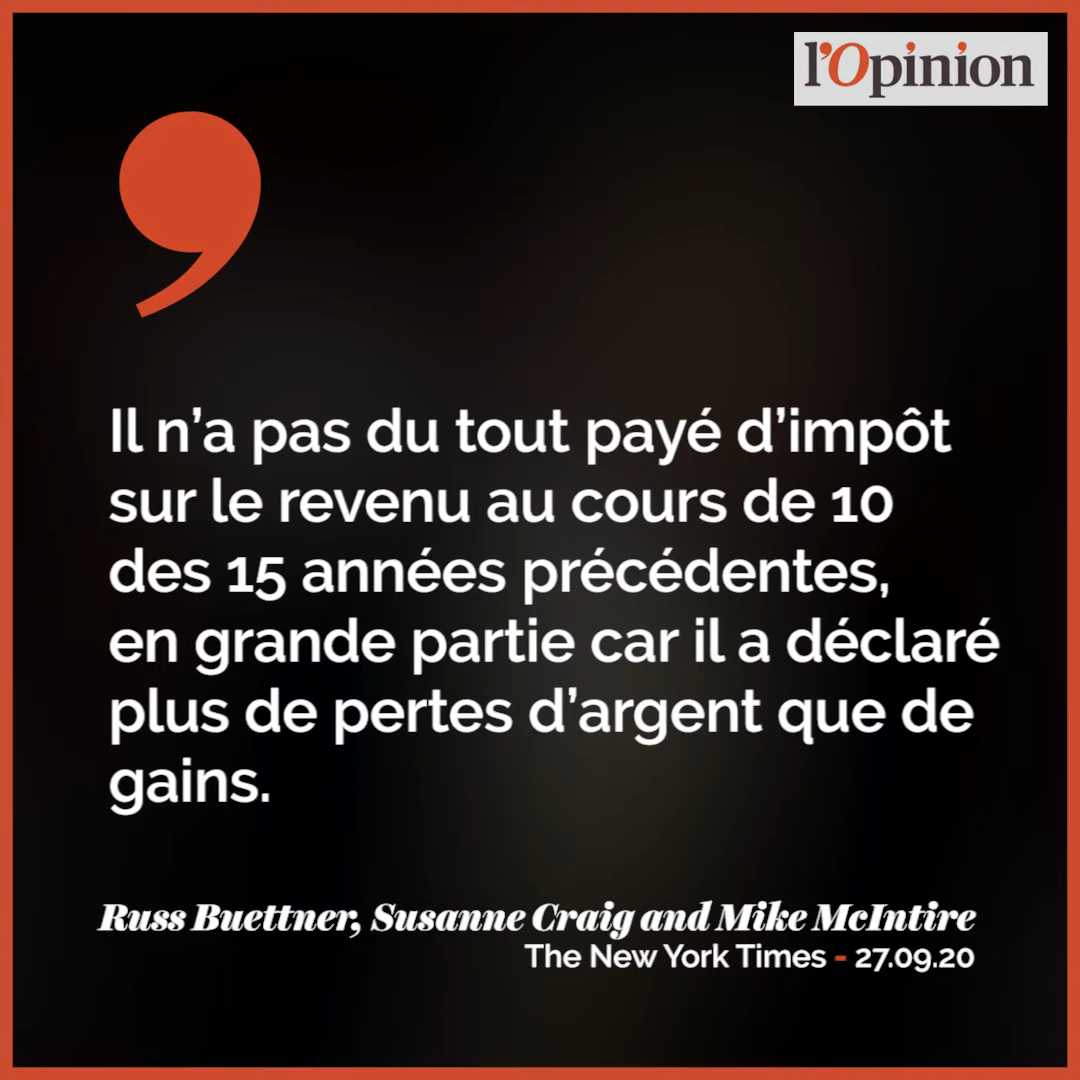 l'Opinion
Il n’a pas du tout payé d’impôt
sur le revenu au cours de 10
des 15 années précédentes,
en grande partie car il a déclaré
plus de pertes d’argent que de
gains.
Russ Buettner, Susanne Craig and Mike McIntire
The New York Times - 27.09.20